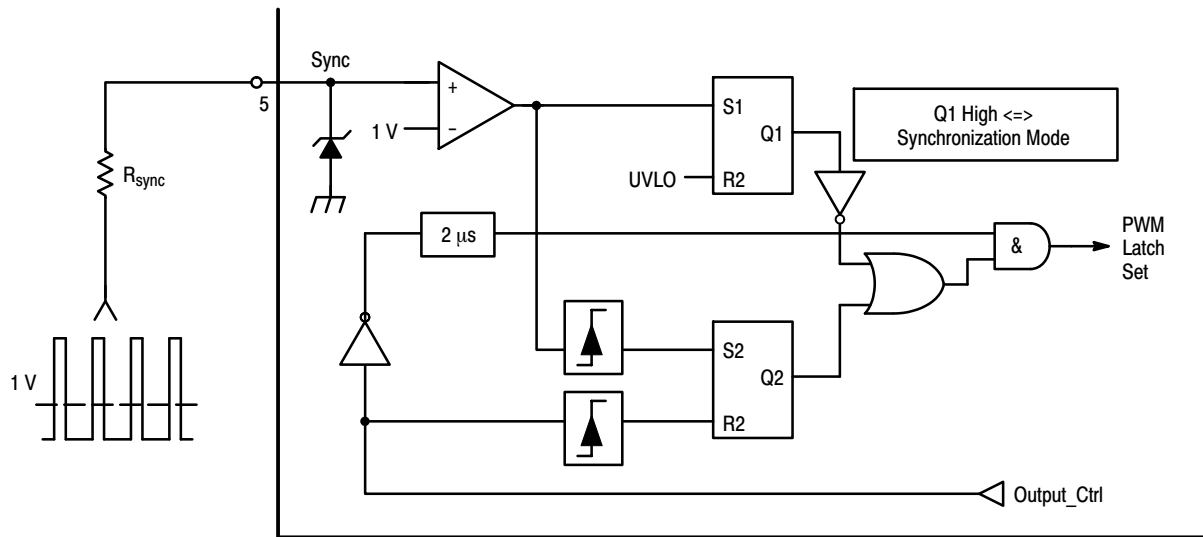 Sync
5
+
−
1 V
R_sync
S1
Q1
R2
UVLO
Q1 High <=>
Synchronization Mode
2 μs
&
PWM
Latch
Set
1 V
S2
Q2
R2
Output_Ctrl